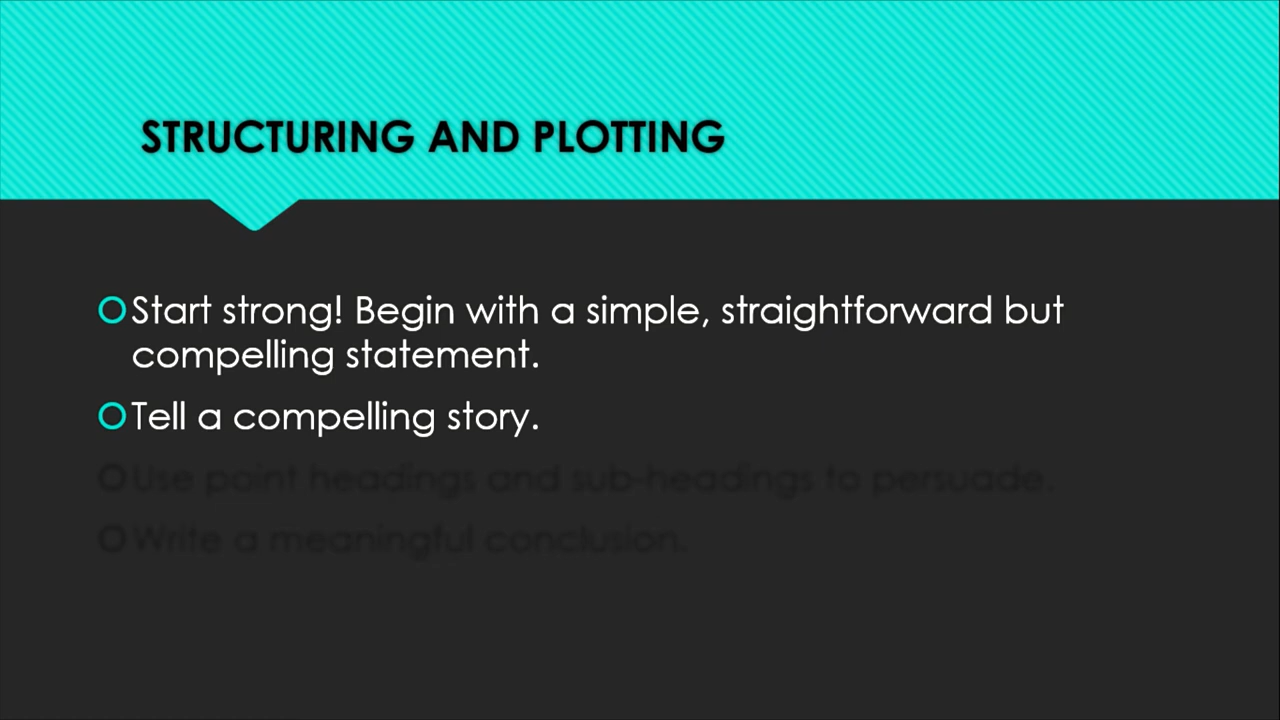 STRUCTURING AND PLOTTING
Start strong! Begin with a simple, straightforward but
compelling statement.
Tell a compelling story.
Use point headings and sub-headings to persuade.
Write a meaningful conclusion.